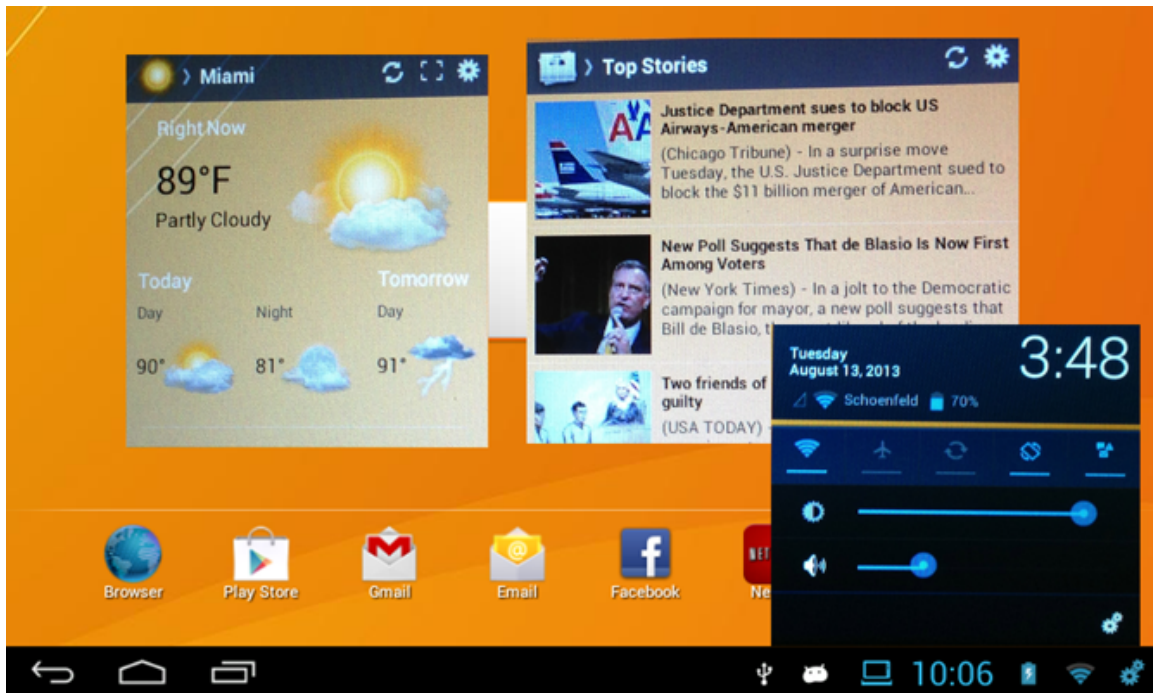 Miami
Right Now
89°F
Partly Cloudy
Today
Tomorrow
Day
Night
Day
90°
81°
91°
Top Stories
Justice Department sues to block US
Airways-American merger
(Chicago Tribune) - In a surprise move
Tuesday, the U.S. Justice Department sued to
block the $11 billion merger of American...
New Poll Suggests That de Blasio Is Now First
Among Voters
(New York Times) - In a jolt to the Democratic
campaign for mayor, a new poll suggests that
Bill de Blasio,
Two friends of
guilty
(USA TODAY)
Tuesday
August 13, 2013
3:48
Schoenfeld
70%
Browser
Play Store
Gmail
Email
Facebook
NET
Ne
10:06